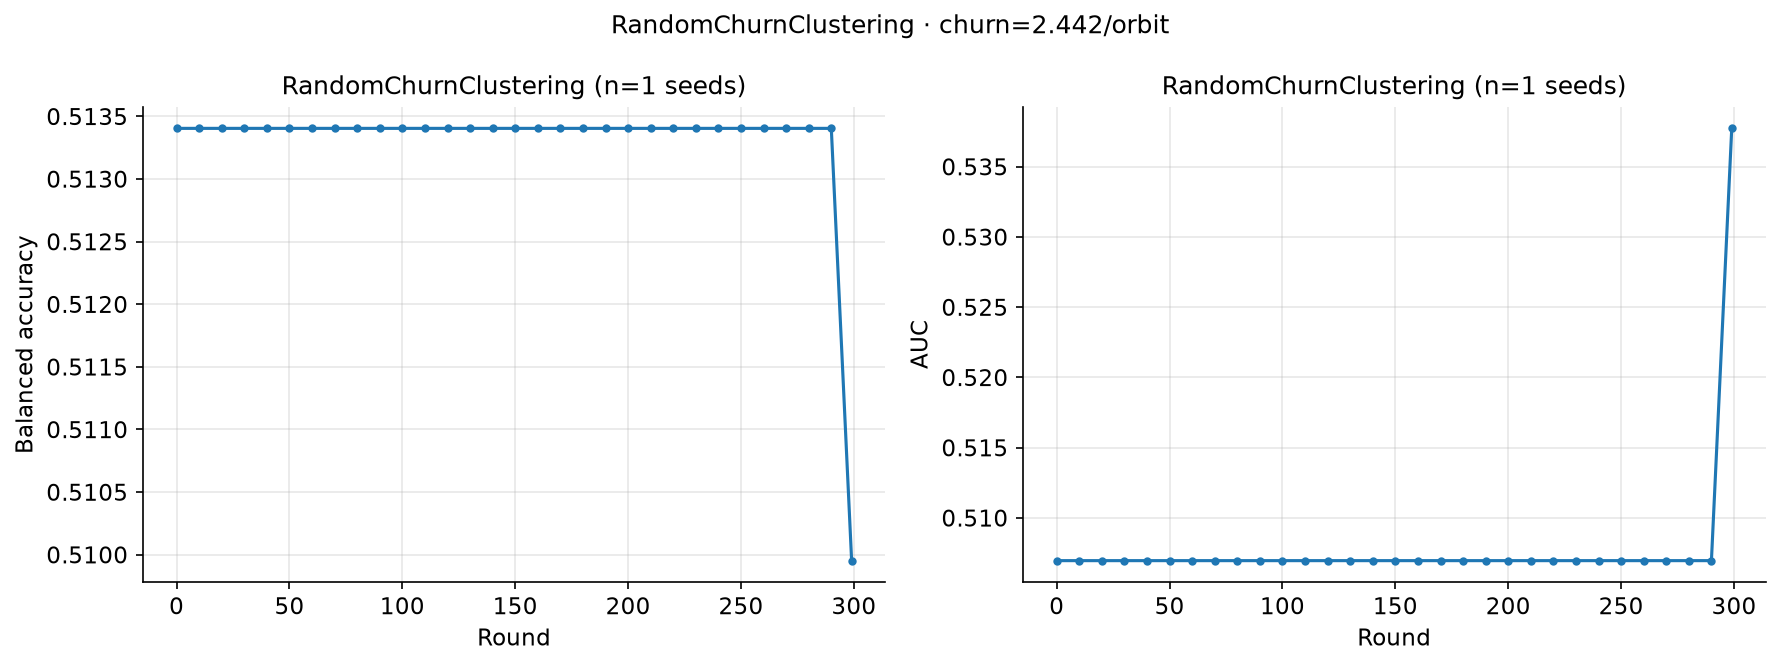 RandomChurnClustering · churn=2.442/orbit
RandomChurnClustering (n=1 seeds)
0.5135
0.5130
0.5125
0.5120
0.5115
0.5110
0.5105
0.5100
Balanced accuracy
0 50 100 150 200 250 300
Round
RandomChurnClustering (n=1 seeds)
0.535
0.530
0.525
0.520
0.515
0.510
AUC
0 50 100 150 200 250 300
Round